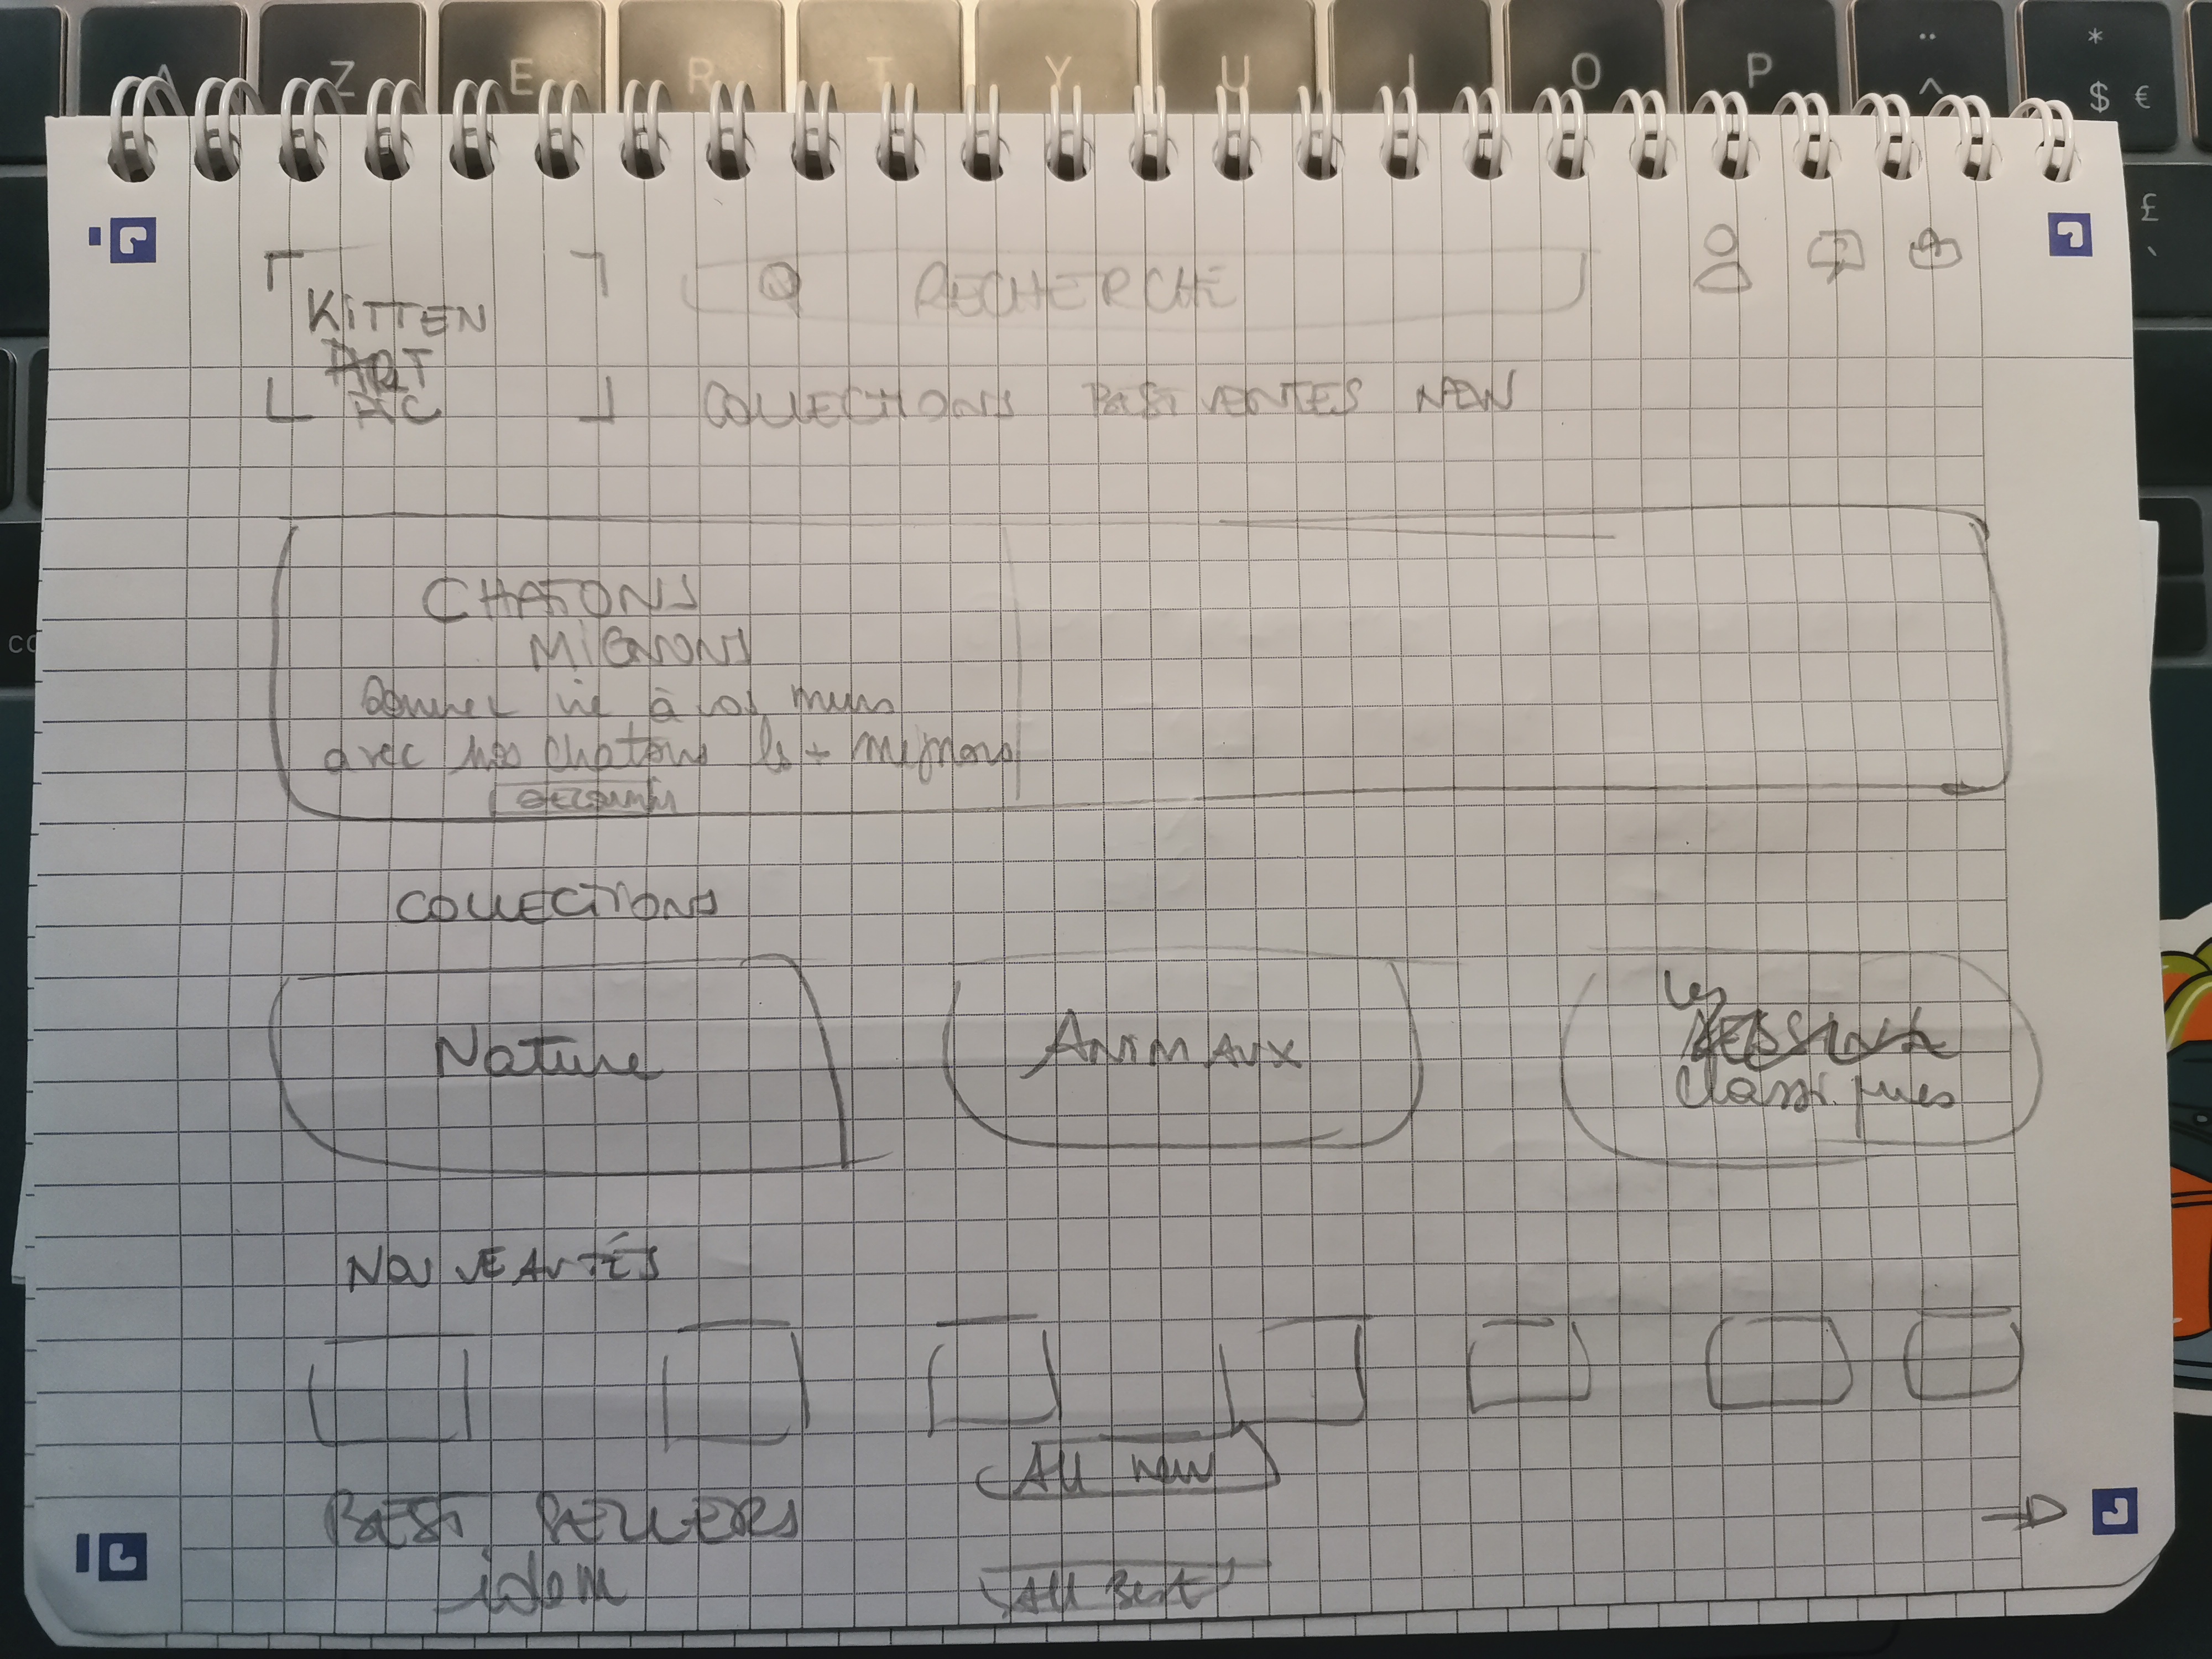 A Z E R T Y U I O P ¨ ^ * $ €
£
`
KITTEN
ART
RECHERCHE
COLLECTIONS BEST VENTES NEW
CHATONS
MIGNONS
Donner vie à vos murs
avec nos chatons ls + mignons
découvrir
COLLECTIONS
Nature
ANIMAUX
les
classiques
NOUVEAUTÉS
All new
BEST SELLERS
idem
All Best